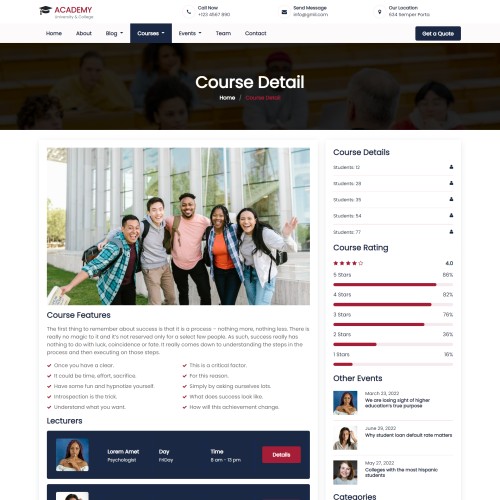 ACADEMY
University & College
Call Now
+123 4567 890
Send Message
info@gmil.com
Our Location
534 Semper Porta
Home
About
Blog
Courses
Events
Team
Contact
Get a Quote
Course Detail
Home / Course Detail
Course Features
The first thing to remember about success is that it is a process – nothing more, nothing less. There is
really no magic to it and it's not reserved only for a select few people. As such, success really has
nothing to do with luck, coincidence or fate. It really comes down to understanding the steps in the
process and then executing on those steps.
Once you have a clear.
It could be time, effort, sacrifice.
Have some fun and hypnotize yourself.
Introspection is the trick.
Understand what you want.
This is a critical factor.
For this reason.
Simply by asking ourselves lots.
What does success look like.
How will this achievement change.
Lecturers
Lorem Amet
Psychologist
Day
FriDay
Time
8 am - 13 pm
Details
Course Details
Students: 12
Students: 28
Students: 35
Students: 54
Students: 77
Course Rating
4.0
5 Stars 86%
4 Stars 82%
3 Stars 76%
2 Stars 36%
1 Stars 16%
Other Events
March 23, 2022
We are losing sight of higher
education's true purpose
June 26, 2022
Why student loan default rate matters
May 27, 2022
Colleges with the most hispanic
students
Categories